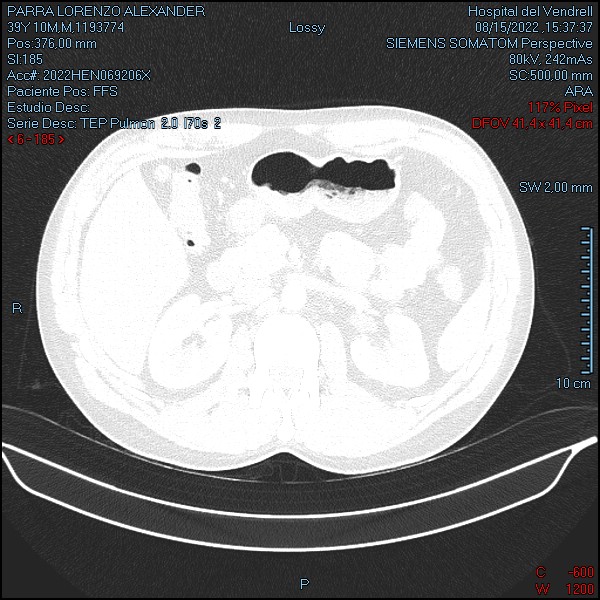 PARRA LORENZO ALEXANDER
39Y 10M,M,1193774
Pos:376,00 mm
SI:185
Acc#: 2022HEN069206X
Paciente Pos: FFS
Estudio Desc:
Serie Desc: TEP Pulmon 2.0 I70s 2
< 6 - 185 >
Lossy
Hospital del Vendrell
08/15/2022 ,15:37:37
SIEMENS SOMATOM Perspective
80kV, 242mAs
SC:500,00 mm
ARA
117% Pixel
DFOV 41,4 x 41,4 cm
SW 2,00 mm
R
10 cm
P
C -600
W 1200